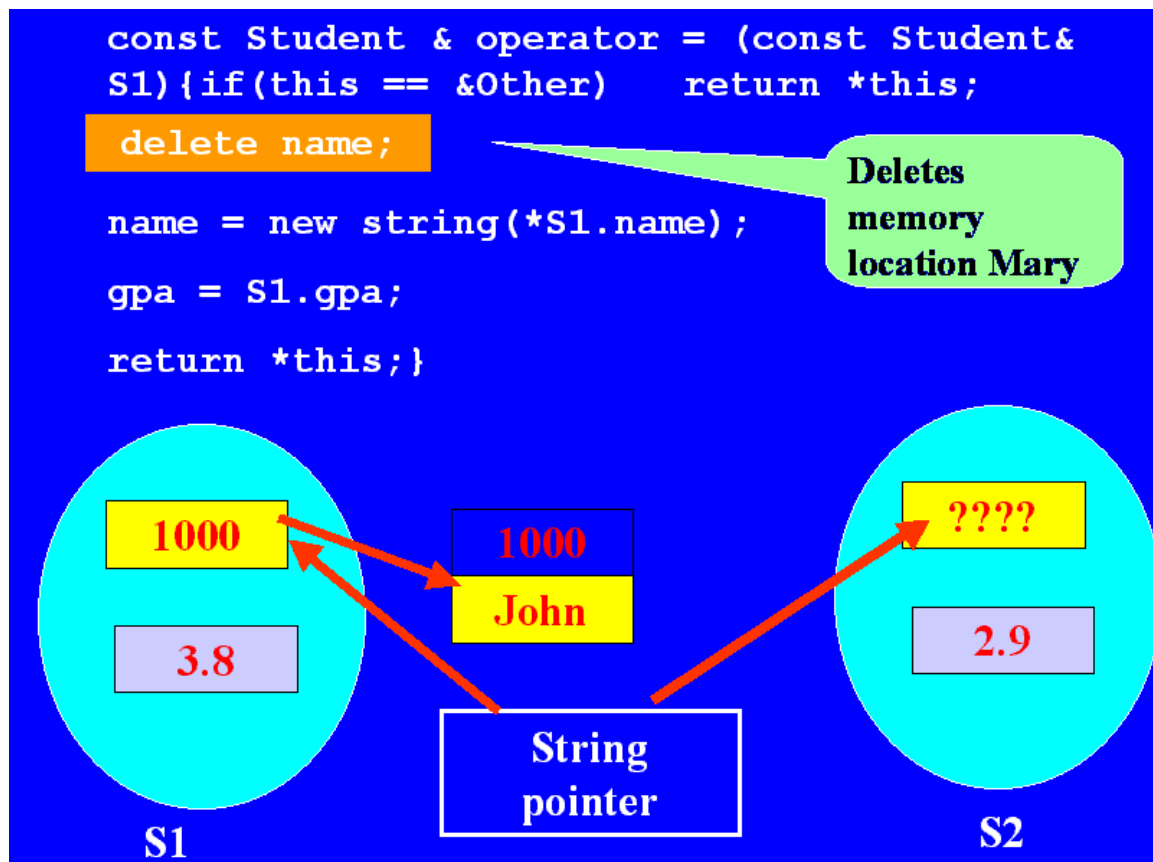 const Student & operator = (const Student&
S1){if(this == &Other)   return *this;
delete name;
Deletes
memory
location Mary
name = new string(*S1.name);
gpa = S1.gpa;
return *this;}
1000
1000
John
3.8
????
2.9
String
pointer
S1
S2